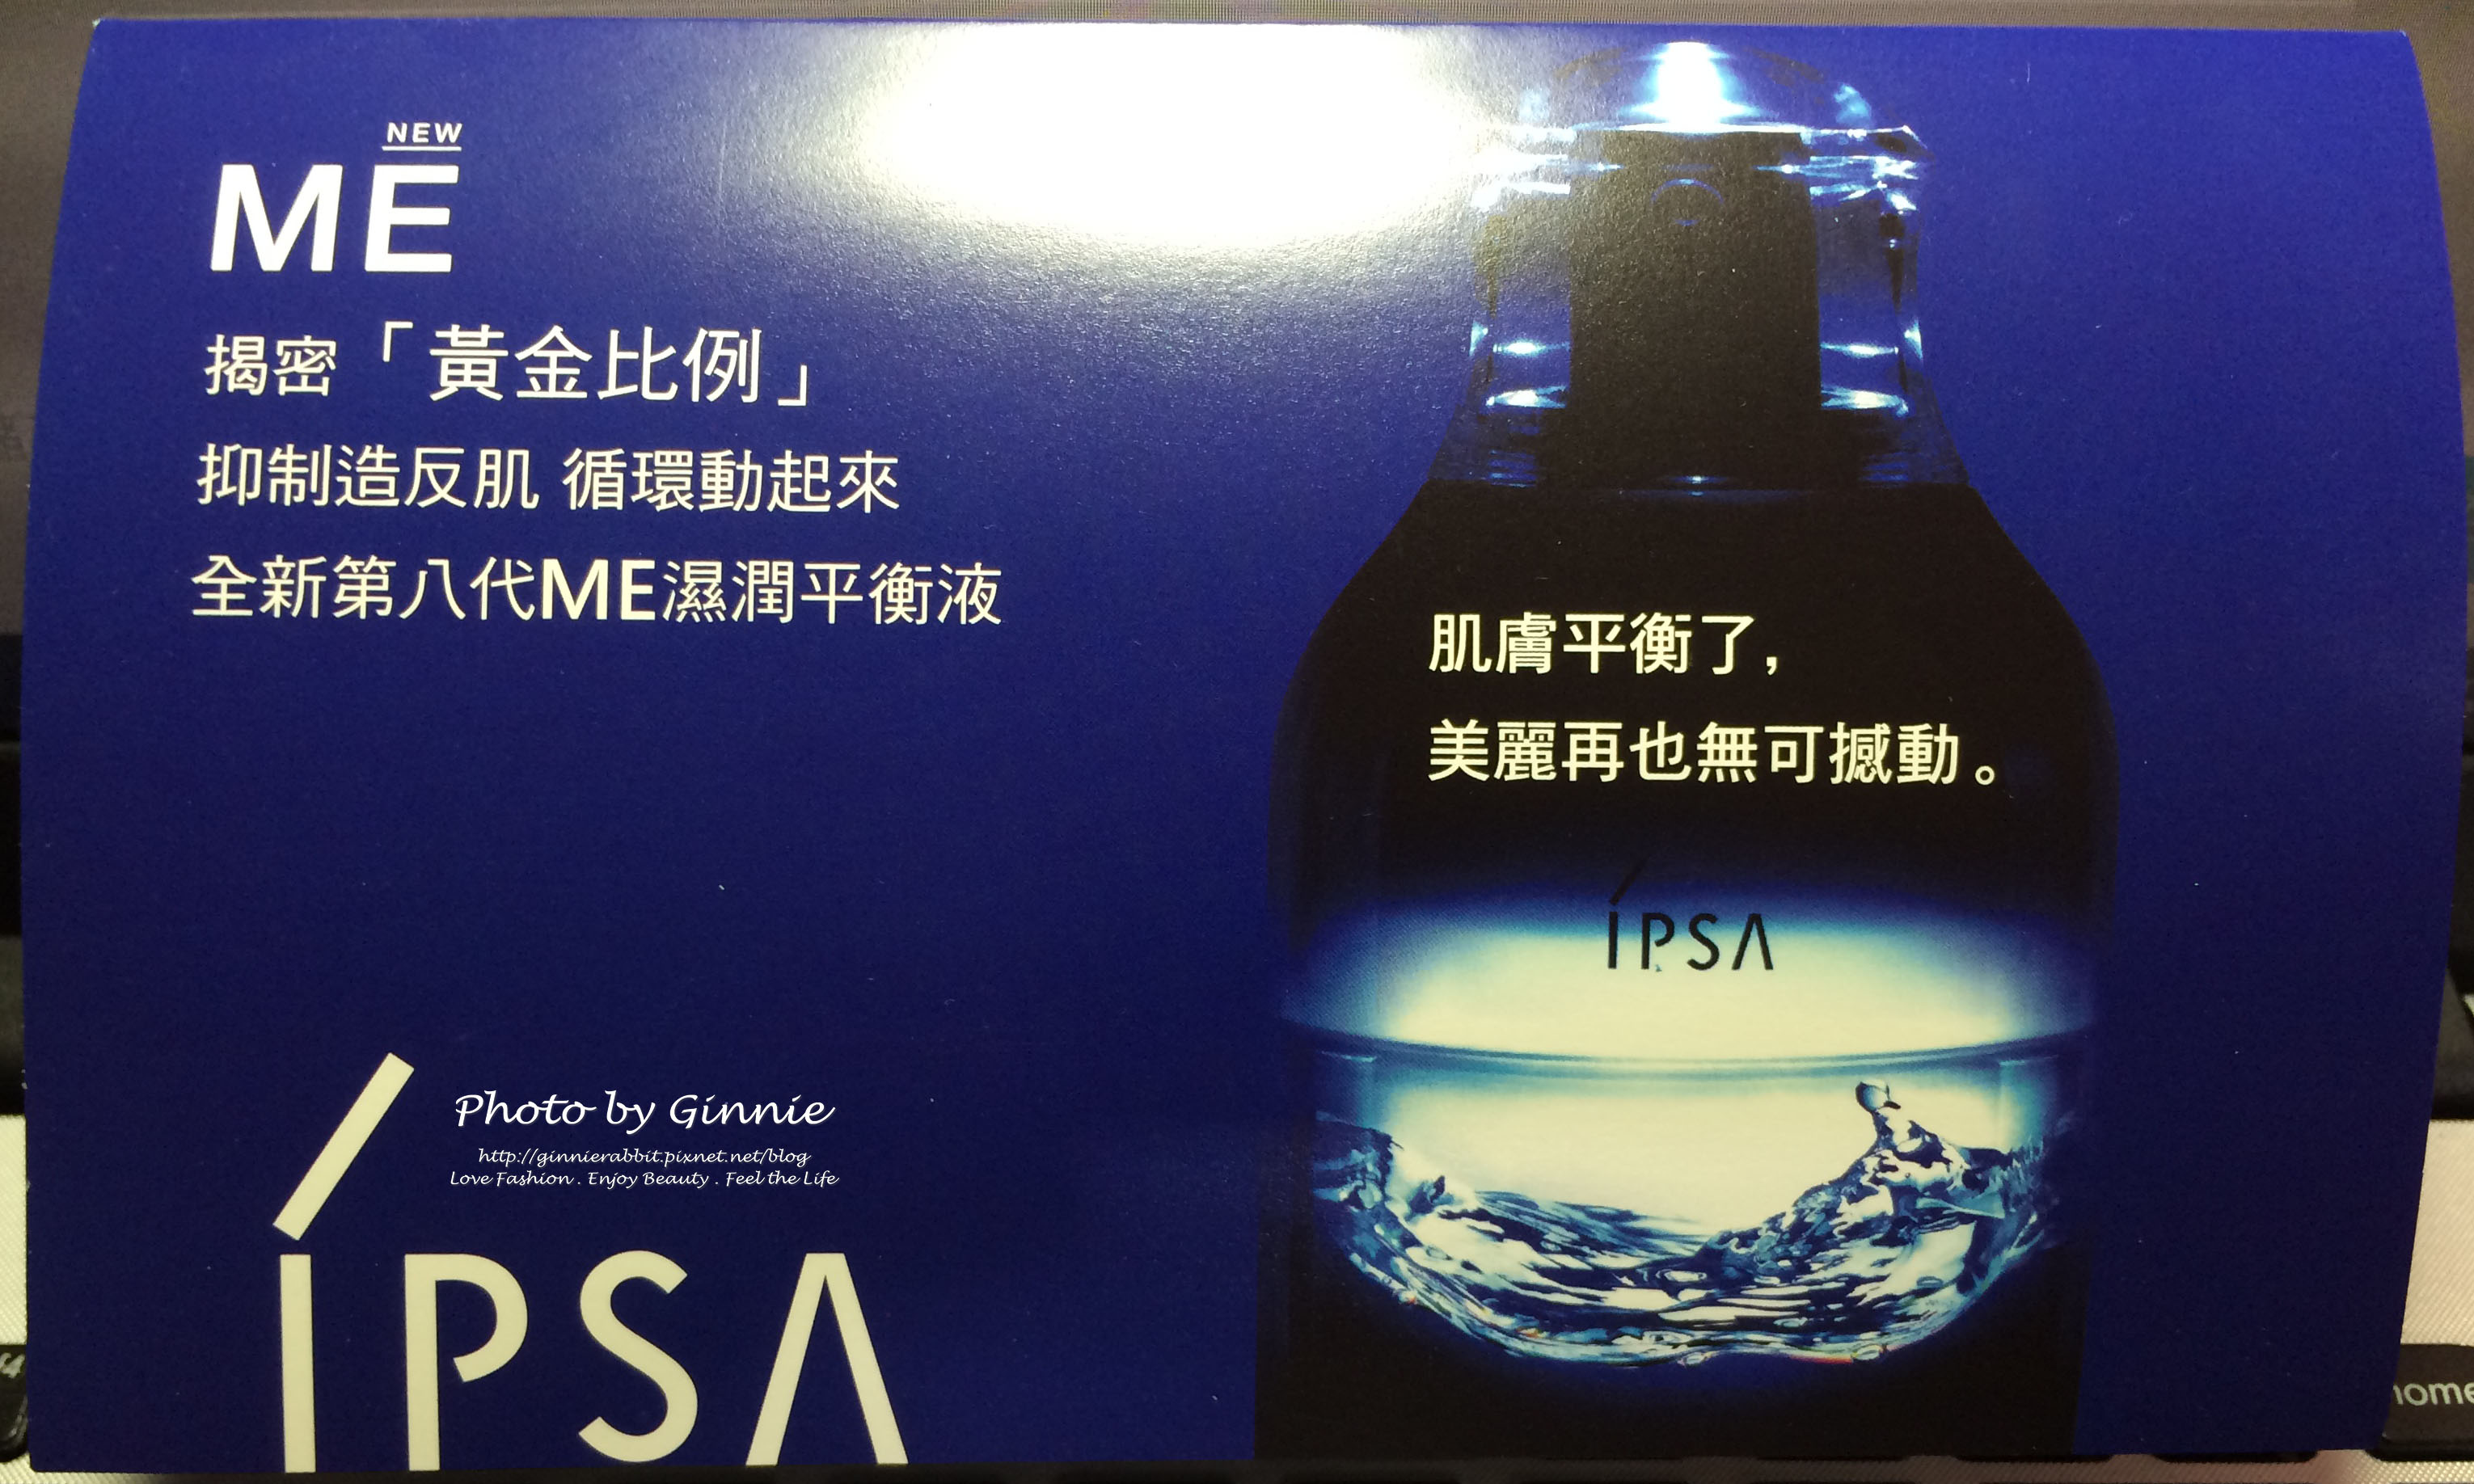 NEW
ME
揭密「黃金比例」
抑制造反肌 循環動起來
全新第八代ME濕潤平衡液
肌膚平衡了，
美麗再也無可撼動。
ÍPSA
Photo by Ginnie
http://ginnierabbit.pixnet.net/blog
Love Fashion . Enjoy Beauty . Feel the Life
ÍPSA
home